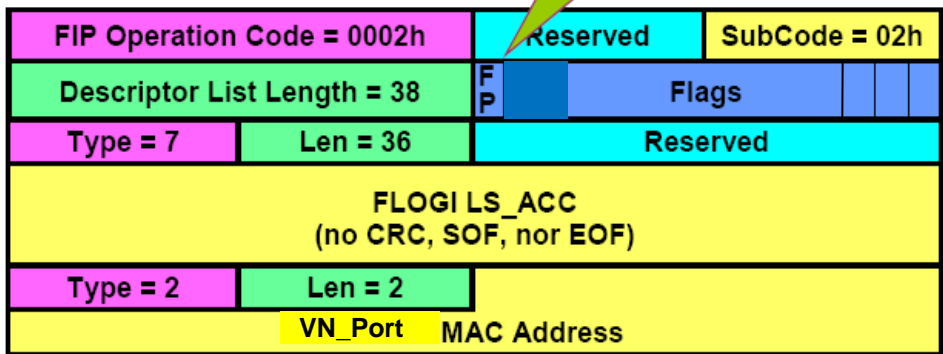 FIP Operation Code = 0002h Reserved SubCode = 02h
Descriptor List Length = 38 FP Flags
Type = 7 Len = 36 Reserved
FLOGI LS_ACC
(no CRC, SOF, nor EOF)
Type = 2 Len = 2
VN_Port MAC Address